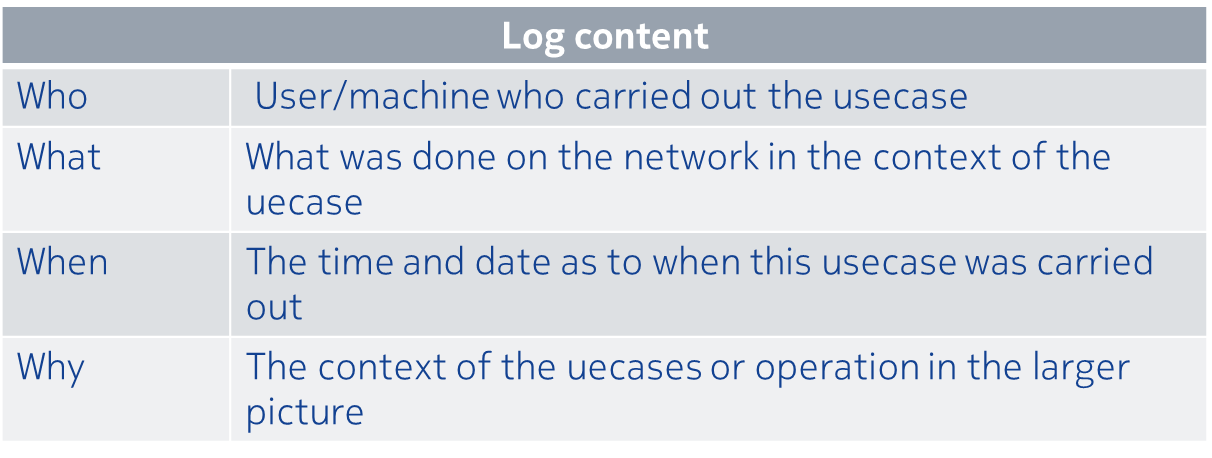 Log content
Who
User/machine who carried out the usecase
What
What was done on the network in the context of the
uecase
When
The time and date as to when this usecase was carried
out
Why
The context of the uecases or operation in the larger
picture